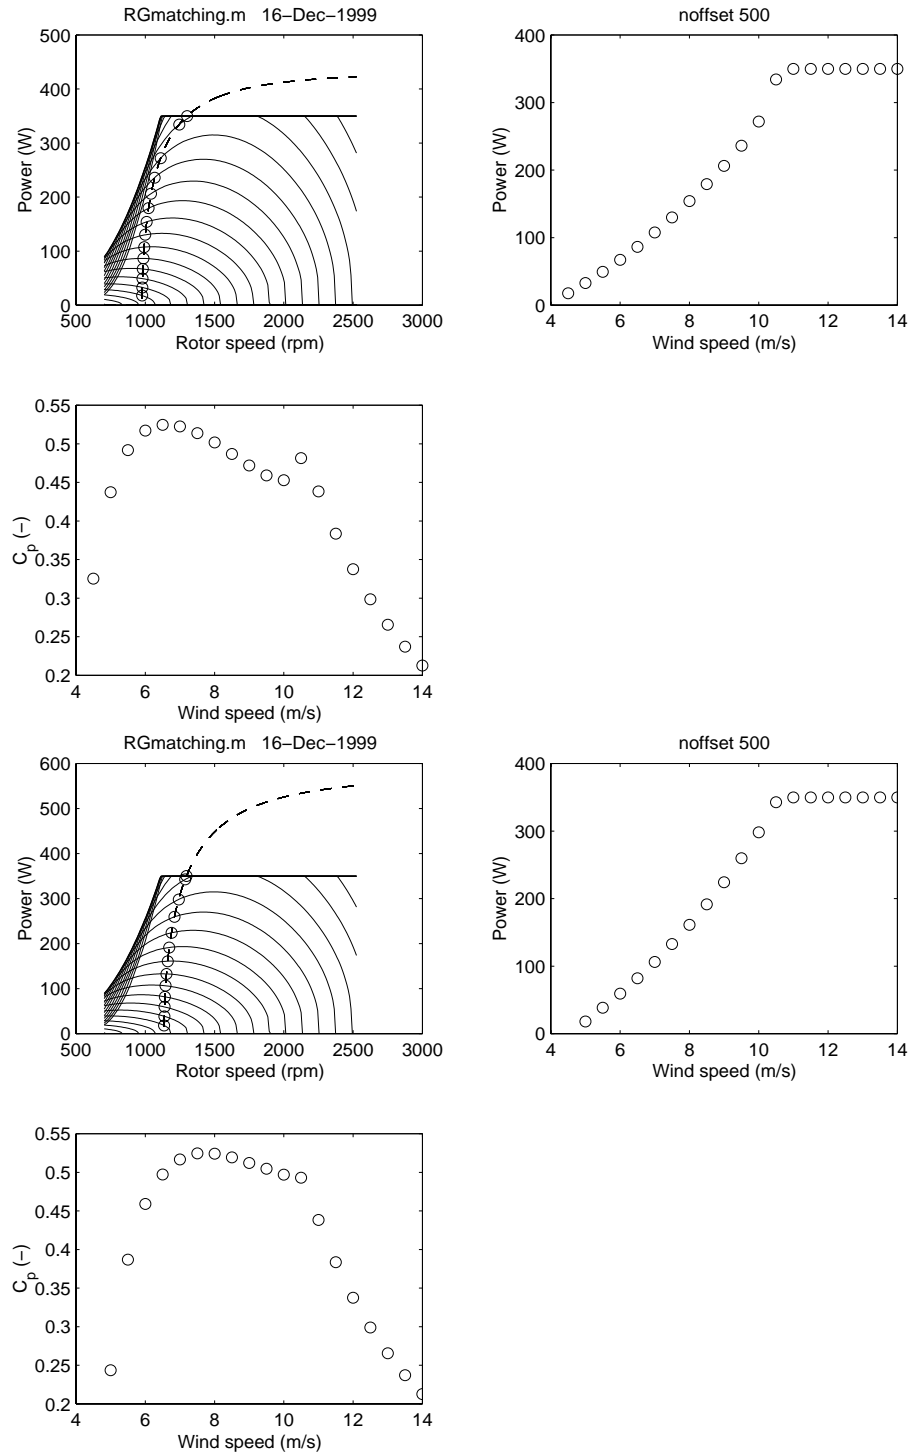 RGmatching.m 16−Dec−1999
500
400
300
200
100
0
Power (W)
500 1000 1500 2000 2500 3000
Rotor speed (rpm)
noffset 500
400
300
200
100
0
Power (W)
4 6 8 10 12 14
Wind speed (m/s)
0.55
0.5
0.45
0.4
0.35
0.3
0.25
0.2
C_p (−)
4 6 8 10 12 14
Wind speed (m/s)
RGmatching.m 16−Dec−1999
600
500
400
300
200
100
0
Power (W)
500 1000 1500 2000 2500 3000
Rotor speed (rpm)
noffset 500
400
300
200
100
0
Power (W)
4 6 8 10 12 14
Wind speed (m/s)
0.55
0.5
0.45
0.4
0.35
0.3
0.25
0.2
C_p (−)
4 6 8 10 12 14
Wind speed (m/s)